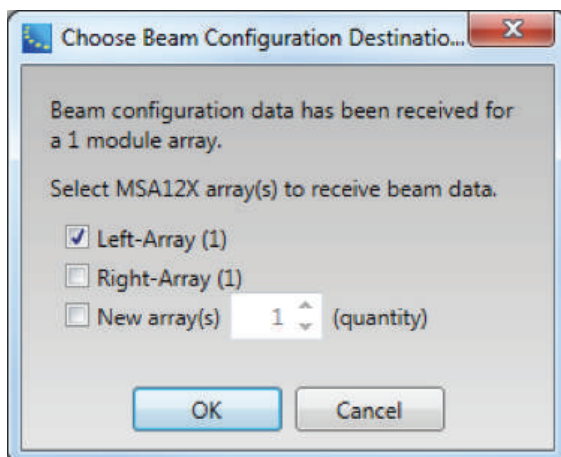 Choose Beam Configuration Destinatio...
Beam configuration data has been received for
a 1 module array.
Select MSA12X array(s) to receive beam data.
Left-Array (1)
Right-Array (1)
New array(s) 1 (quantity)
OK Cancel